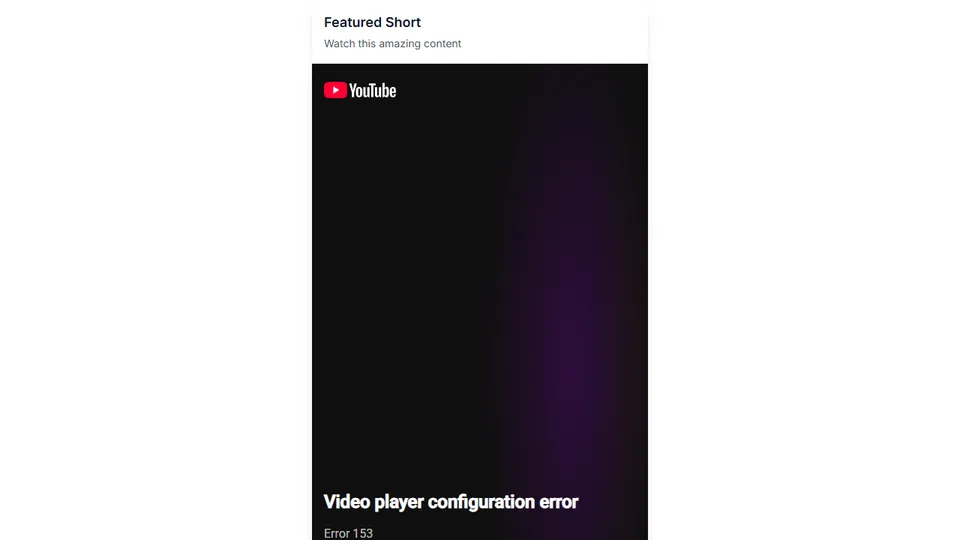 Featured Short
Watch this amazing content
YouTube
Video player configuration error
Error 153